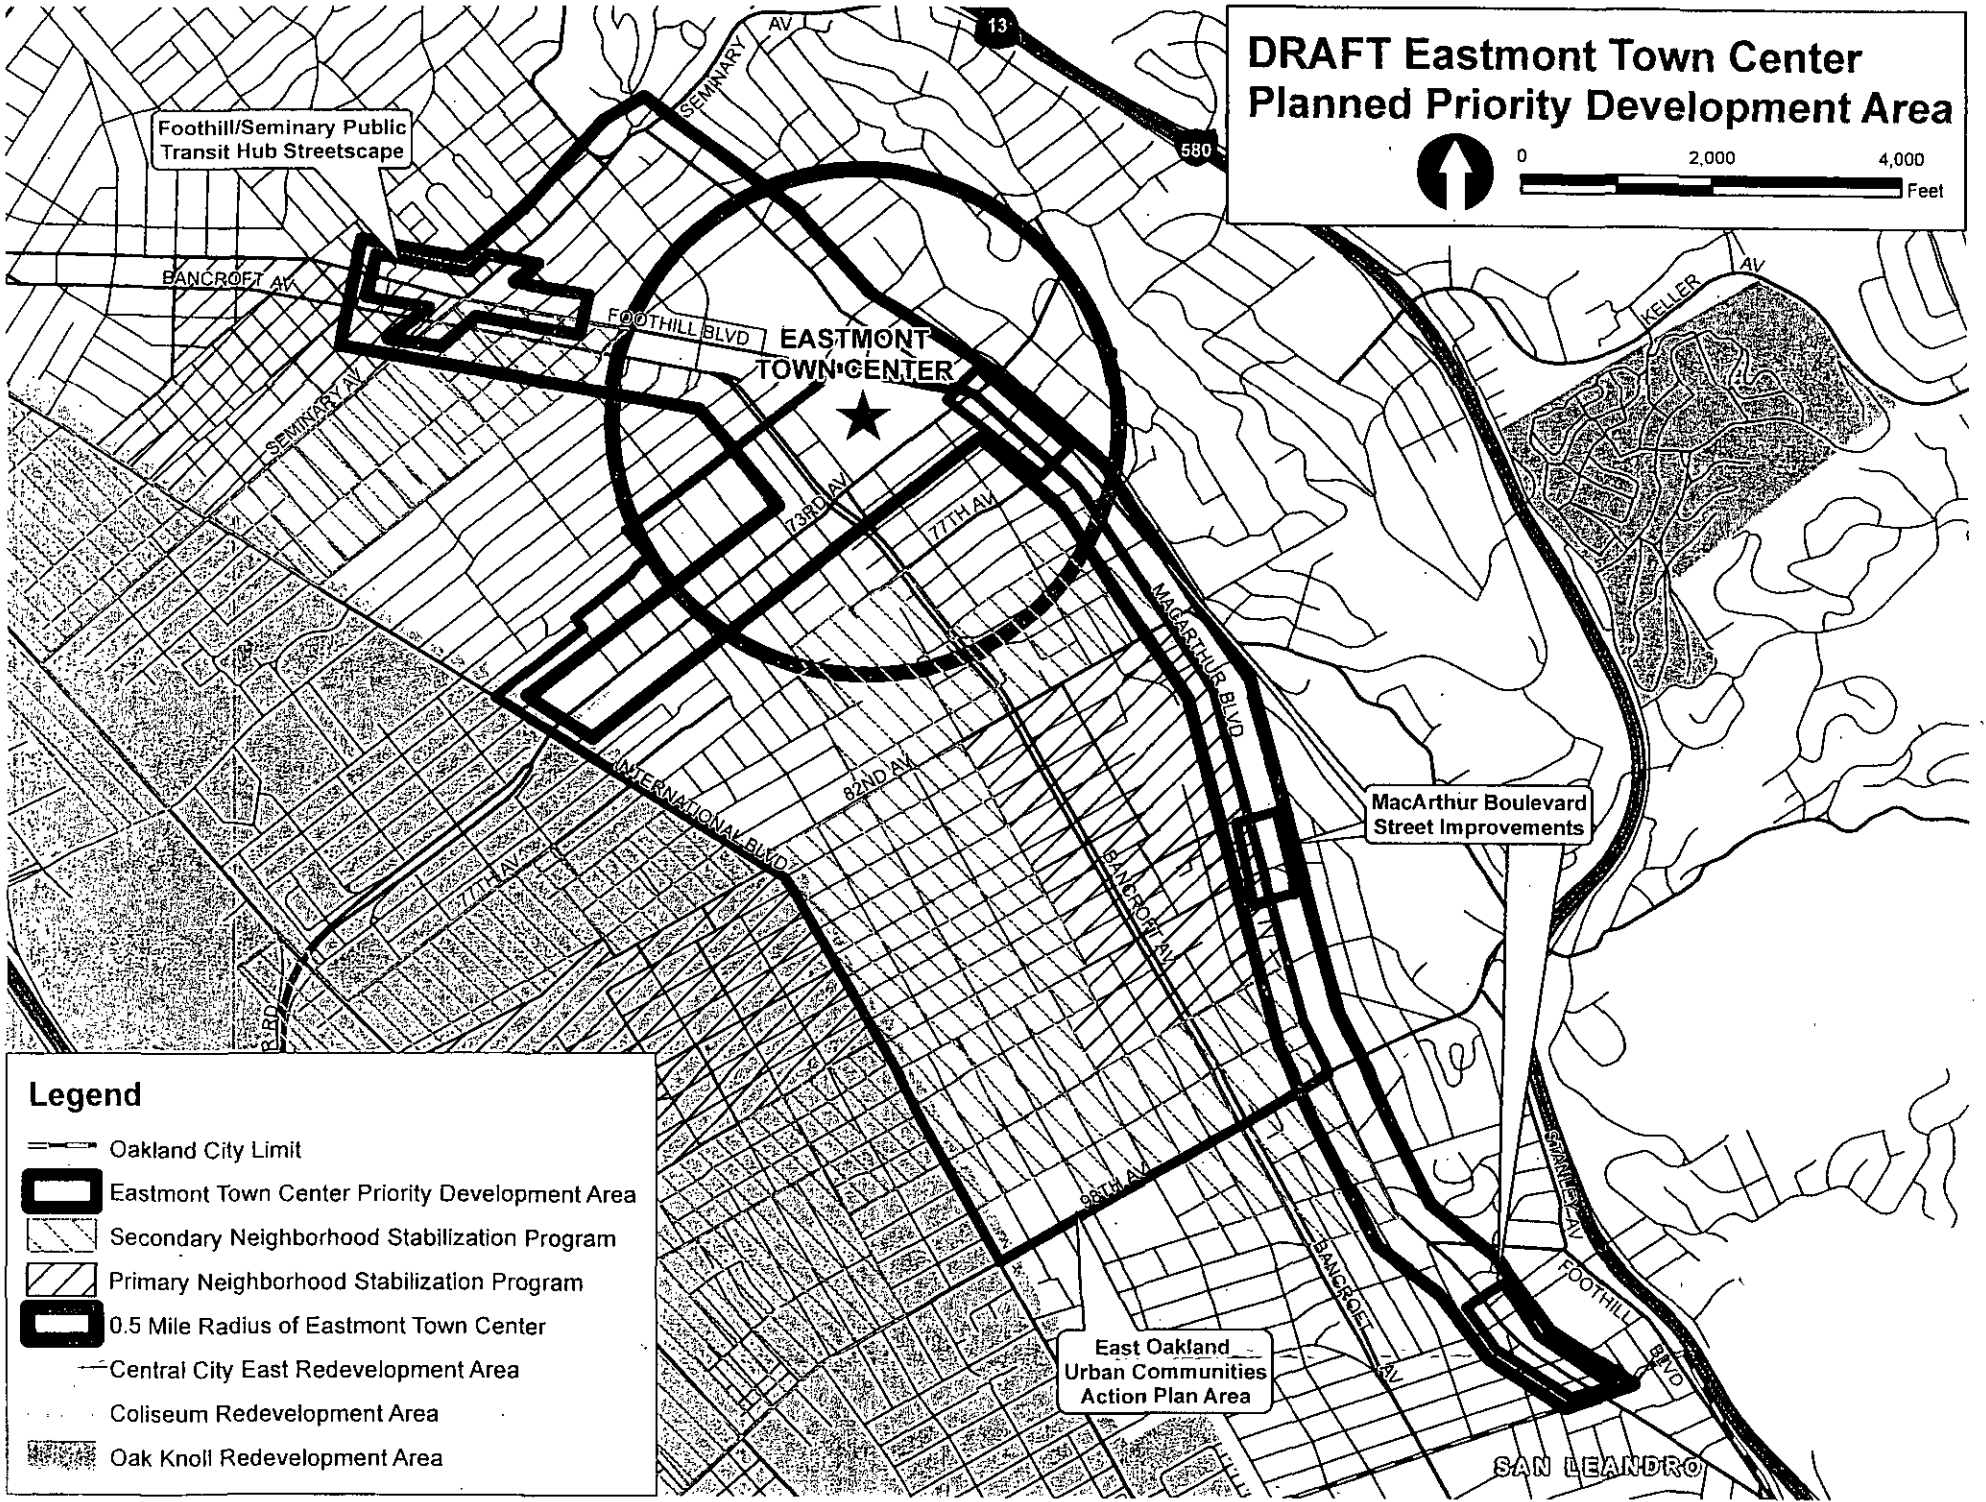 DRAFT Eastmont Town Center
Planned Priority Development Area
0 2,000 4,000
Feet
13
580
SEMINARY
AV
Foothill/Seminary Public
Transit Hub Streetscape
BANCROFT AV
FOOTHILL BLVD
EASTMONT
TOWN CENTER
KELLER
AV
SEMINARY AV
73RD AV
77TH AV
MACARTHUR BLVD
INTERNATIONAL BLVD
82ND AV
77TH AV
BANCROFT AV
MacArthur Boulevard
Street Improvements
98TH AV
STANLEY AV
FOOTHILL
BLVD
BANCROFT
AV
East Oakland
Urban Communities
Action Plan Area
SAN LEANDRO
Legend
Oakland City Limit
Eastmont Town Center Priority Development Area
Secondary Neighborhood Stabilization Program
Primary Neighborhood Stabilization Program
0.5 Mile Radius of Eastmont Town Center
Central City East Redevelopment Area
Coliseum Redevelopment Area
Oak Knoll Redevelopment Area